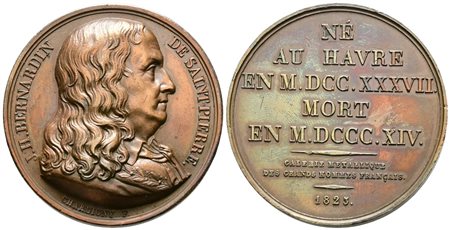 J.H.BERNARDIN DE SAINT-PIERRE.
CHARDIGNY F.
NÉ
AU HAVRE
EN M.DCC.XXXVII.
MORT
EN M.DCCC.XIV.
GALERIE METALLIQUE
DES GRANDS HOMMES FRANÇAIS.
1823.